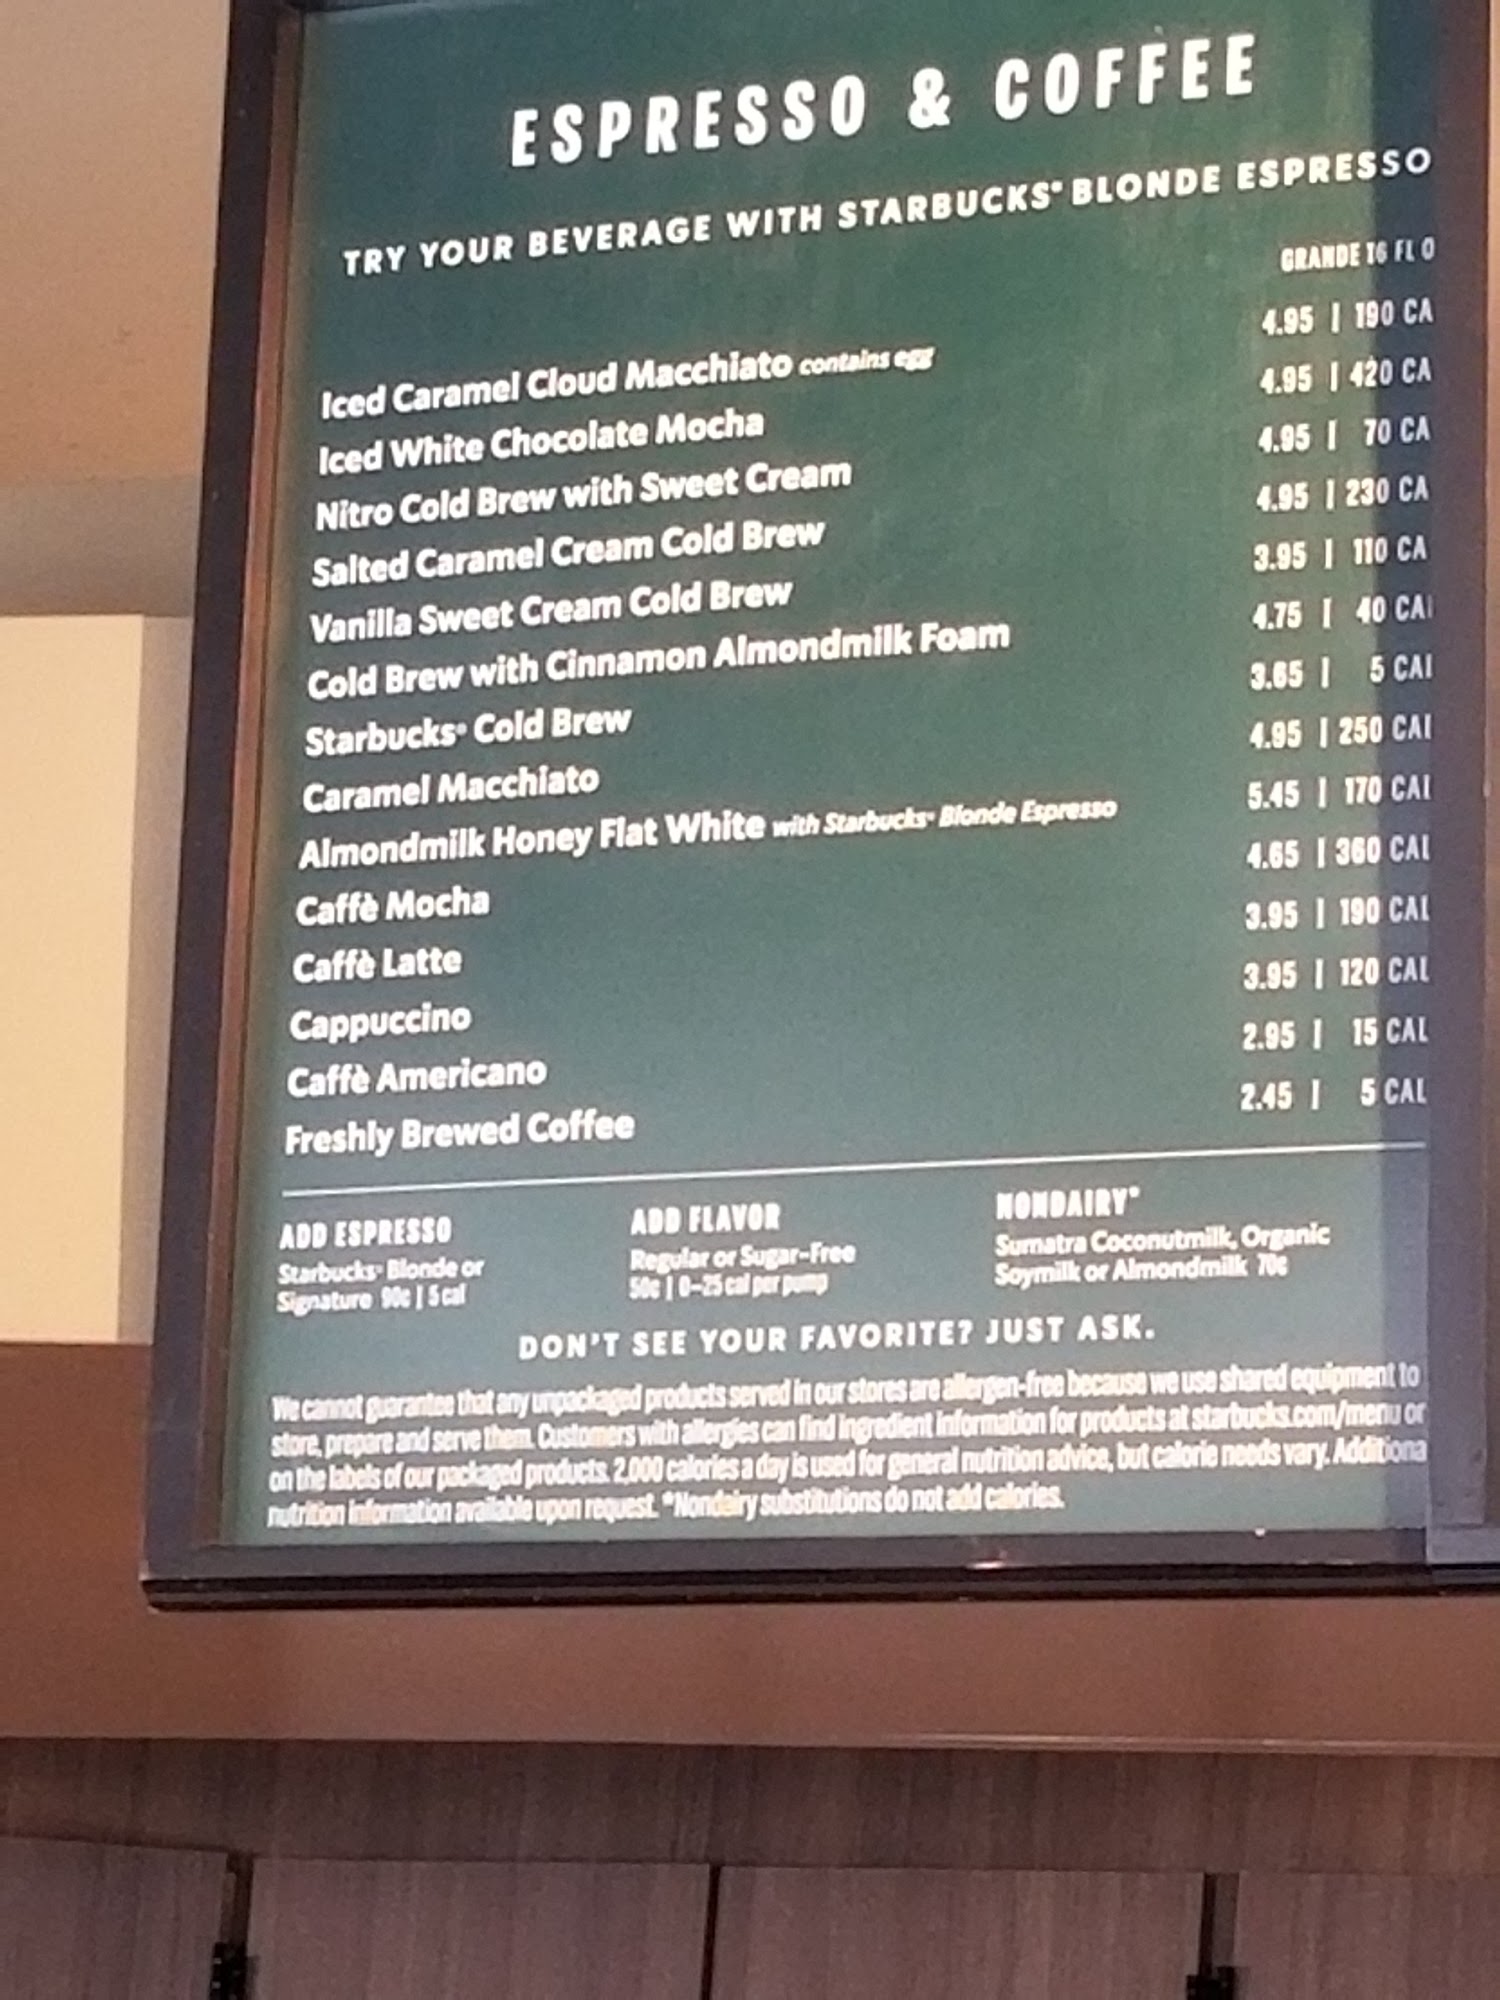 ESPRESSO & COFFEE
TRY YOUR BEVERAGE WITH STARBUCKS® BLONDE ESPRESSO
GRANDE 16 FL O
Iced Caramel Cloud Macchiato contains egg 4.95 | 190 CA
Iced White Chocolate Mocha 4.95 | 420 CA
Nitro Cold Brew with Sweet Cream 4.95 | 70 CA
Salted Caramel Cream Cold Brew 4.95 | 230 CA
Vanilla Sweet Cream Cold Brew 3.95 | 110 CA
Cold Brew with Cinnamon Almondmilk Foam 4.75 | 40 CAl
Starbucks® Cold Brew 3.65 | 5 CAl
Caramel Macchiato 4.95 | 250 CAl
Almondmilk Honey Flat White with Starbucks® Blonde Espresso 5.45 | 170 CAl
Caffè Mocha 4.65 | 360 CAL
Caffè Latte 3.95 | 190 CAL
Cappuccino 3.95 | 120 CAL
Caffè Americano 2.95 | 15 CAL
Freshly Brewed Coffee 2.45 | 5 CAL
ADD ESPRESSO
Starbucks® Blonde or
Signature 90¢ | 5 cal
ADD FLAVOR
Regular or Sugar-Free
50¢ | 0–25 cal per pump
NONDAIRY*
Sumatra Coconutmilk, Organic
Soymilk or Almondmilk 70¢
DON'T SEE YOUR FAVORITE? JUST ASK.
We cannot guarantee that any unpackaged products served in our stores are allergen-free because we use shared equipment to
store, prepare and serve them. Customers with allergies can find ingredient information for products at starbucks.com/menu or
on the labels of our packaged products. 2,000 calories a day is used for general nutrition advice, but calorie needs vary. Additiona
nutrition information available upon request. *Nondairy substitutions do not add calories.